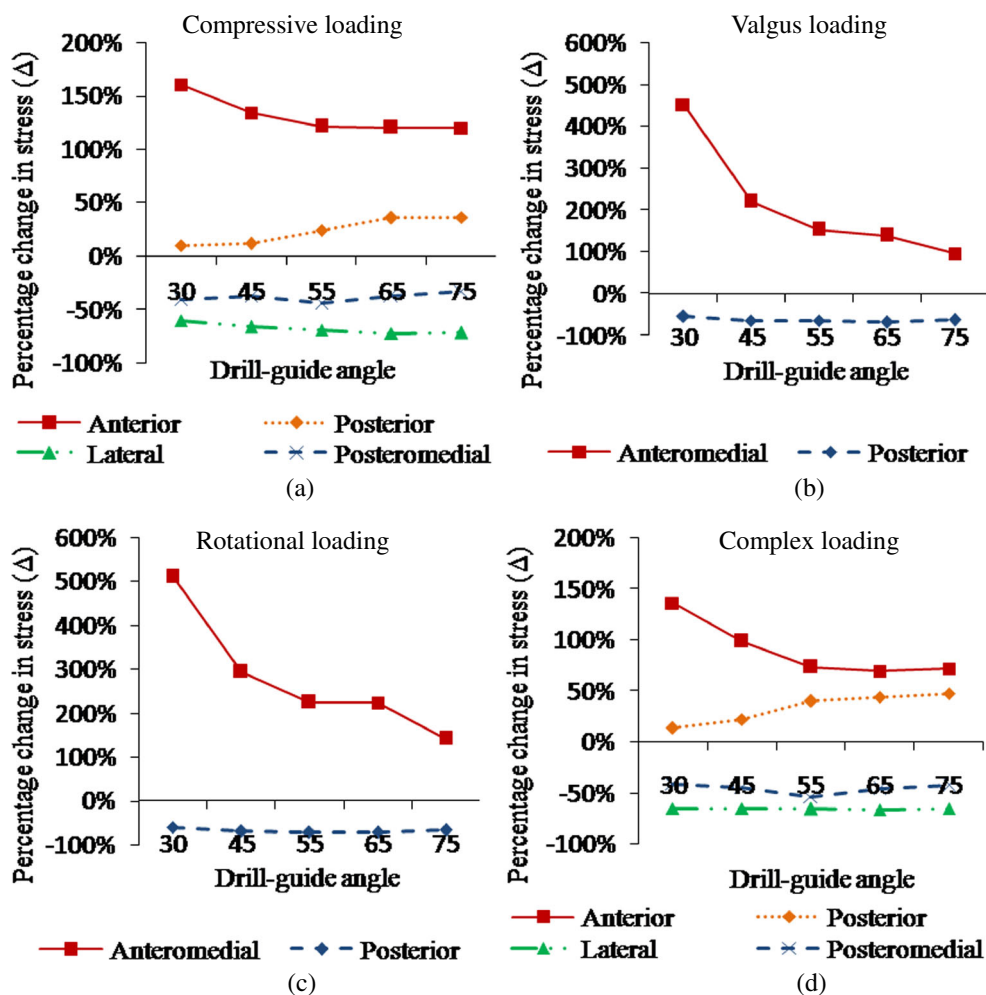 Compressive loading
Percentage change in stress (Δ)
200%
150%
100%
50%
0%
-50%
-100%
30 45 55 65 75
Drill-guide angle
Anterior Posterior
Lateral Posteromedial
(a)
Valgus loading
Percentage change in stress (Δ)
600%
500%
400%
300%
200%
100%
0%
-100%
30 45 55 65 75
Drill-guide angle
Anteromedial Posterior
(b)
Rotational loading
Percentage change in stress (Δ)
600%
500%
400%
300%
200%
100%
0%
-100%
30 45 55 65 75
Drill-guide angle
Anteromedial Posterior
(c)
Complex loading
Percentage change in stress (Δ)
200%
150%
100%
50%
0%
-50%
-100%
30 45 55 65 75
Drill-guide angle
Anterior Posterior
Lateral Posteromedial
(d)